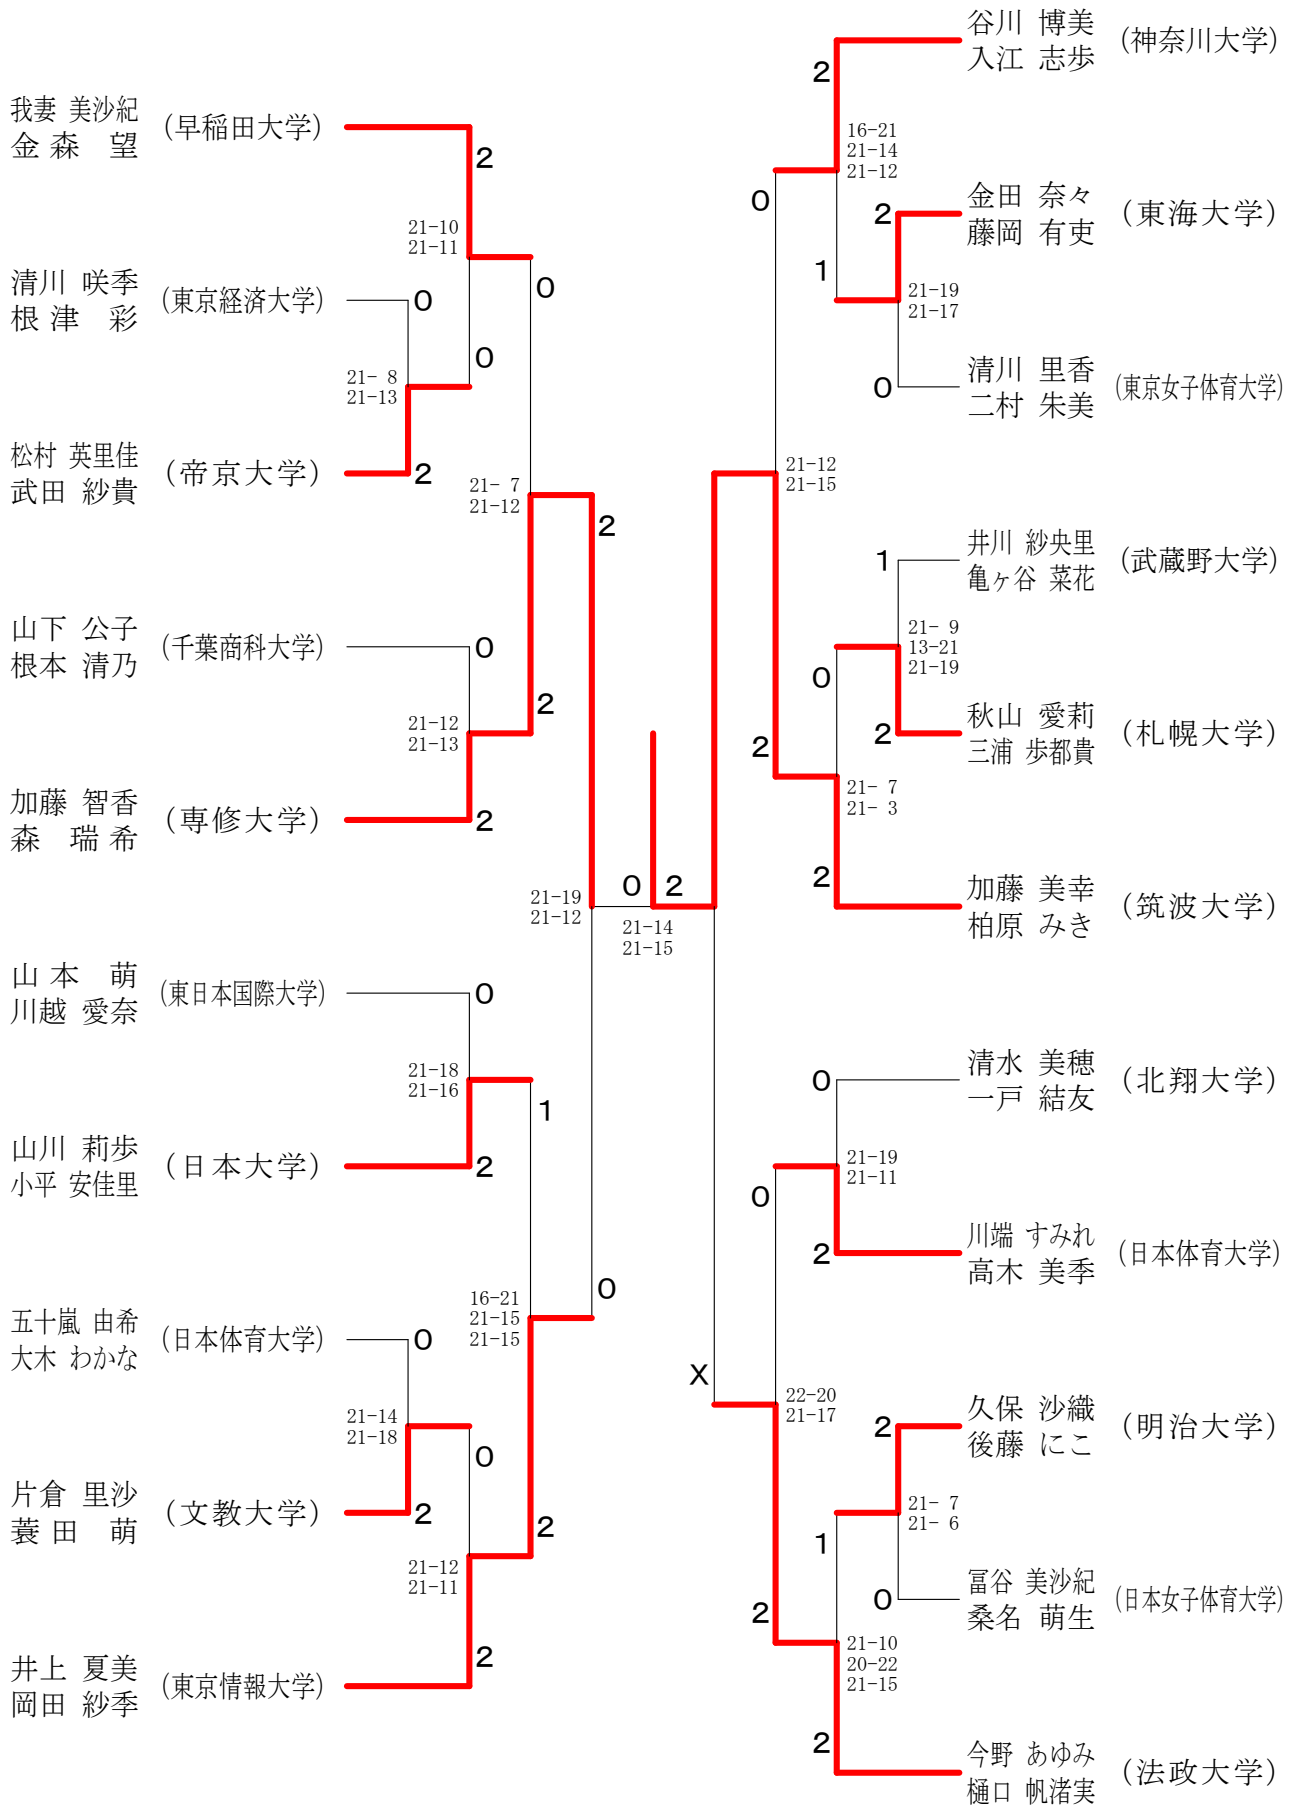 我妻 美沙紀
金森 望
(早稲田大学)
2
21-10
21-11
清川 咲季
根津 彩
(東京経済大学)
0
0
0
21- 8
21-13
松村 英里佳
武田 紗貴
(帝京大学)
2
21- 7
21-12
2
山下 公子
根本 清乃
(千葉商科大学)
0
21-12
21-13
2
加藤 智香
森 瑞希
(専修大学)
2
21-19
21-12
0
2
21-14
21-15
山本 萌
川越 愛奈
(東日本国際大学)
0
21-18
21-16
1
山川 莉歩
小平 安佳里
(日本大学)
2
16-21
21-15
21-15
0
五十嵐 由希
大木 わかな
(日本体育大学)
0
21-14
21-18
0
片倉 里沙
蓑田 萌
(文教大学)
2
2
21-12
21-11
井上 夏美
岡田 紗季
(東京情報大学)
2
谷川 博美
入江 志歩
(神奈川大学)
2
16-21
21-14
21-12
0
金田 奈々
藤岡 有吏
(東海大学)
2
1
21-19
21-17
清川 里香
二村 朱美
(東京女子体育大学)
0
21-12
21-15
井川 紗央里
亀ヶ谷 菜花
(武蔵野大学)
1
21- 9
13-21
21-19
0
秋山 愛莉
三浦 歩都貴
(札幌大学)
2
2
21- 7
21- 3
加藤 美幸
柏原 みき
(筑波大学)
2
清水 美穂
一戸 結友
(北翔大学)
0
21-19
21-11
0
川端 すみれ
高木 美季
(日本体育大学)
2
X
22-20
21-17
久保 沙織
後藤 にこ
(明治大学)
2
21- 7
21- 6
1
冨谷 美沙紀
桑名 萌生
(日本女子体育大学)
0
2
21-10
20-22
21-15
今野 あゆみ
樋口 帆渚実
(法政大学)
2